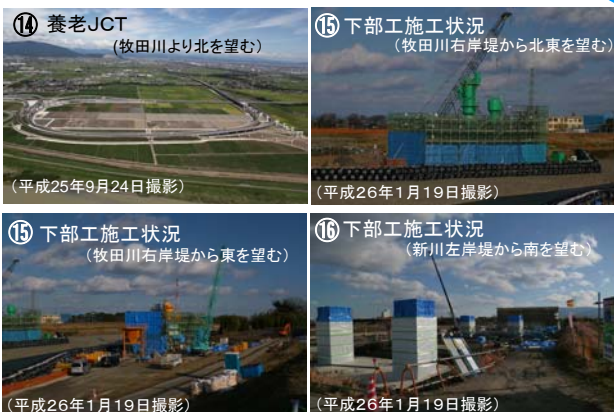 ⑭ 養老JCT
(牧田川より北を望む)
(平成25年9月24日撮影)
⑮ 下部工施工状況
(牧田川右岸堤から北東を望む)
(平成26年1月19日撮影)
⑮ 下部工施工状況
(牧田川右岸堤から東を望む)
(平成26年1月19日撮影)
⑯ 下部工施工状況
(新川左岸堤から南を望む)
(平成26年1月19日撮影)